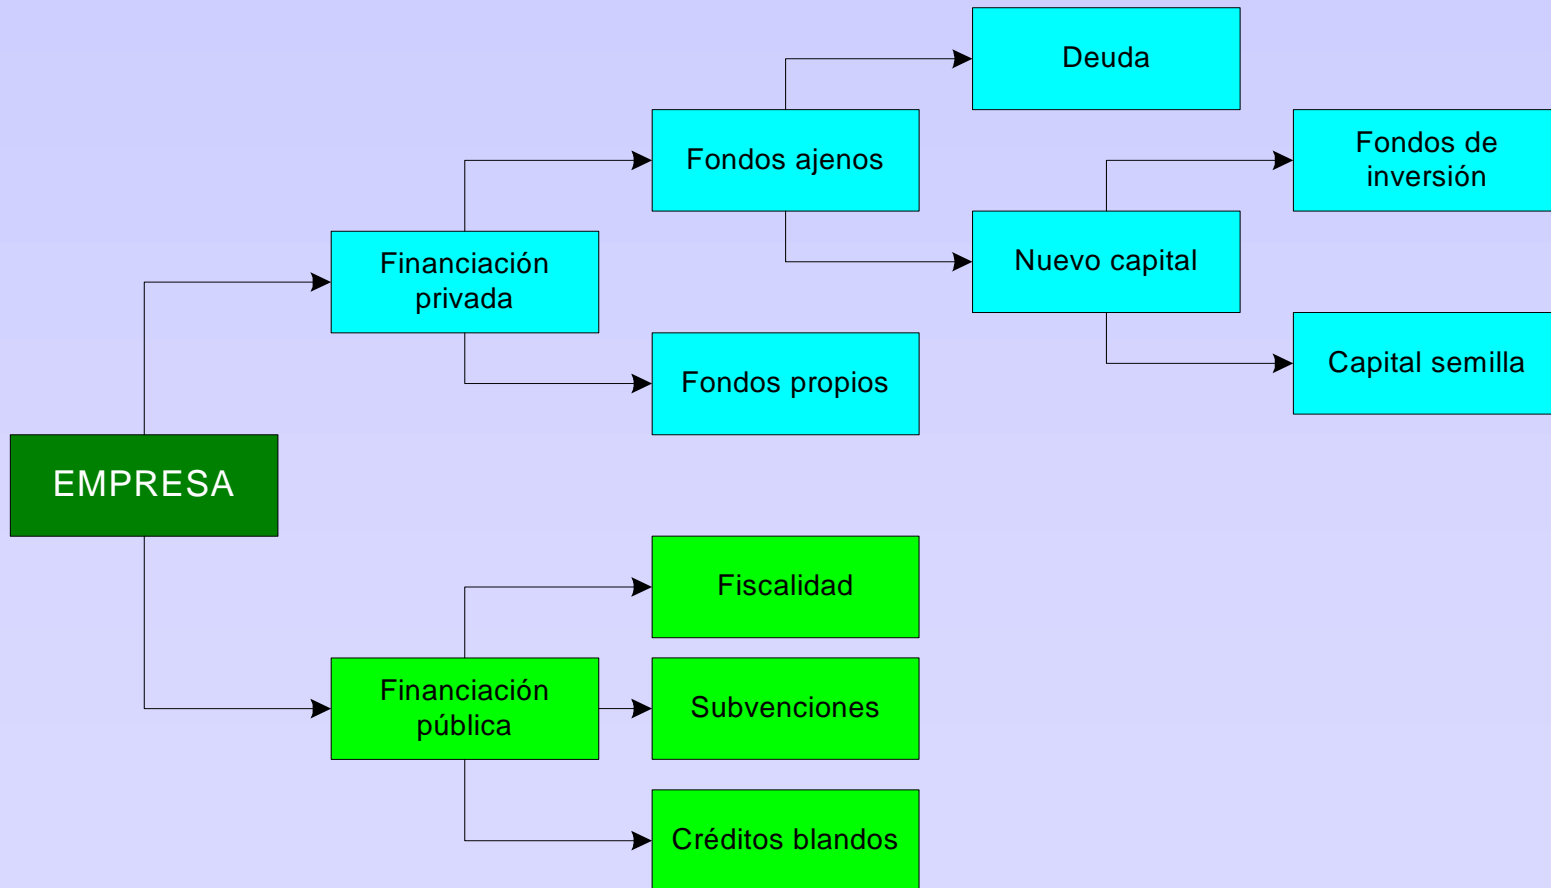 Deuda
Fondos ajenos
Fondos de
inversión
Financiación
privada
Nuevo capital
Fondos propios
Capital semilla
EMPRESA
Fiscalidad
Financiación
pública
Subvenciones
Créditos blandos